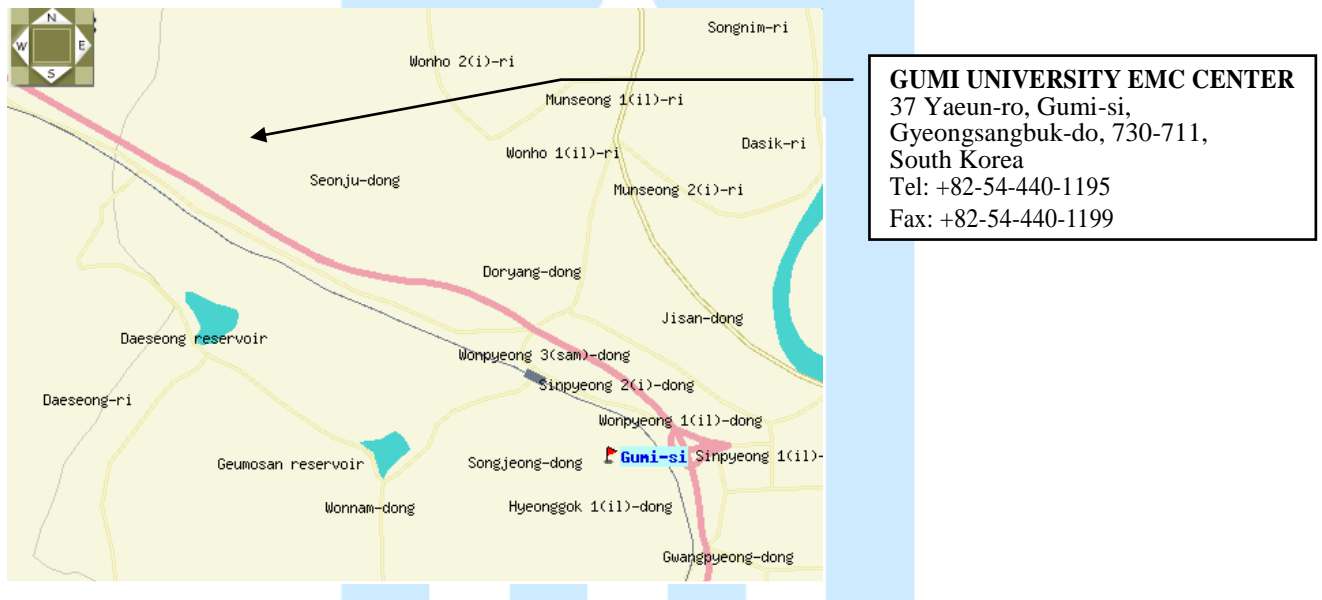 N
W
E
S
Songnim-ri
Wonho 2(i)-ri
Munseong 1(il)-ri
Dasik-ri
Wonho 1(il)-ri
Seonju-dong
Munseong 2(i)-ri
Doryang-dong
Jisan-dong
Daeseong reservoir
Wonpyeong 3(sam)-dong
Sinpyeong 2(i)-dong
Daeseong-ri
Wonpyeong 1(il)-dong
Gumi-si
Sinpyeong 1(il)-
Geumosan reservoir
Songjeong-dong
Wonnam-dong
Hyeonggok 1(il)-dong
Gwangpyeong-dong
GUMI UNIVERSITY EMC CENTER
37 Yaeun-ro, Gumi-si,
Gyeongsangbuk-do, 730-711,
South Korea
Tel: +82-54-440-1195
Fax: +82-54-440-1199